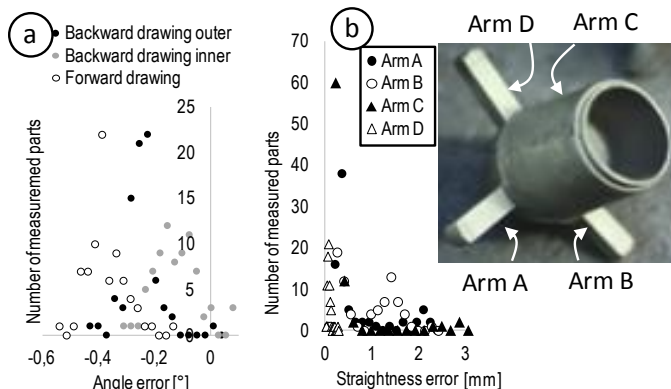 a
Backward drawing outer
Backward drawing inner
Forward drawing
25
20
15
10
5
0
-0,6
-0,4
-0,2
0
Number of measuremed parts
Angle error [°]
b
70
60
50
40
30
20
10
0
0
1
2
3
Number of measured parts
Straightness error [mm]
Arm A
Arm B
Arm C
Arm D
Arm D
Arm C
Arm A
Arm B